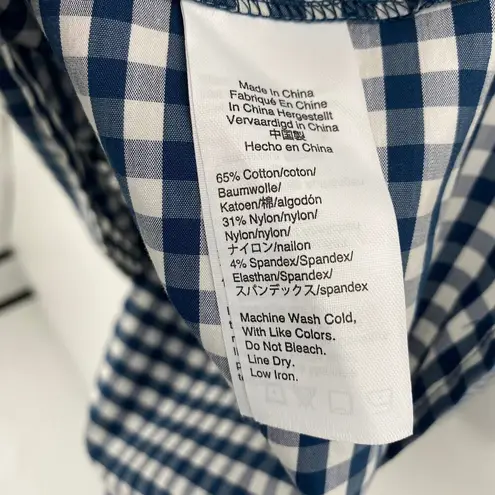 Made in China
Fabriqué En Chine
In China Hergestellt
Vervaardigd in China
中国製
Hecho en China
65% Cotton/coton/
Baumwolle/
Katoen/棉/algodón
31% Nylon/nylon/
Nylon/nylon/
ナイロン/nailon
4% Spandex/Spandex/
Elasthan/Spandex/
スパンデックス/spandex
Machine Wash Cold,
With Like Colors.
Do Not Bleach.
Line Dry.
Low Iron.